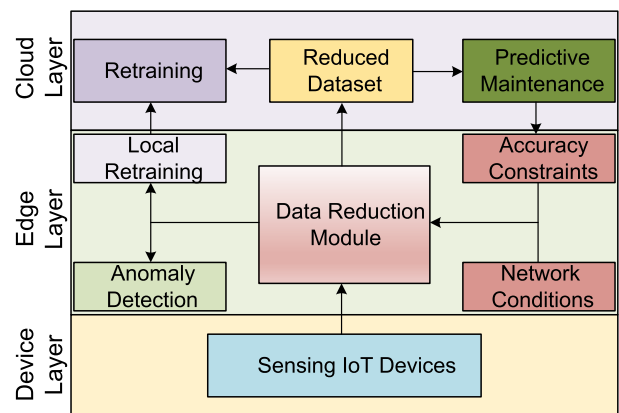 Cloud
Layer
Retraining
Reduced
Dataset
Predictive
Maintenance
Edge
Layer
Local
Retraining
Data Reduction
Module
Accuracy
Constraints
Anomaly
Detection
Network
Conditions
Device
Layer
Sensing IoT Devices